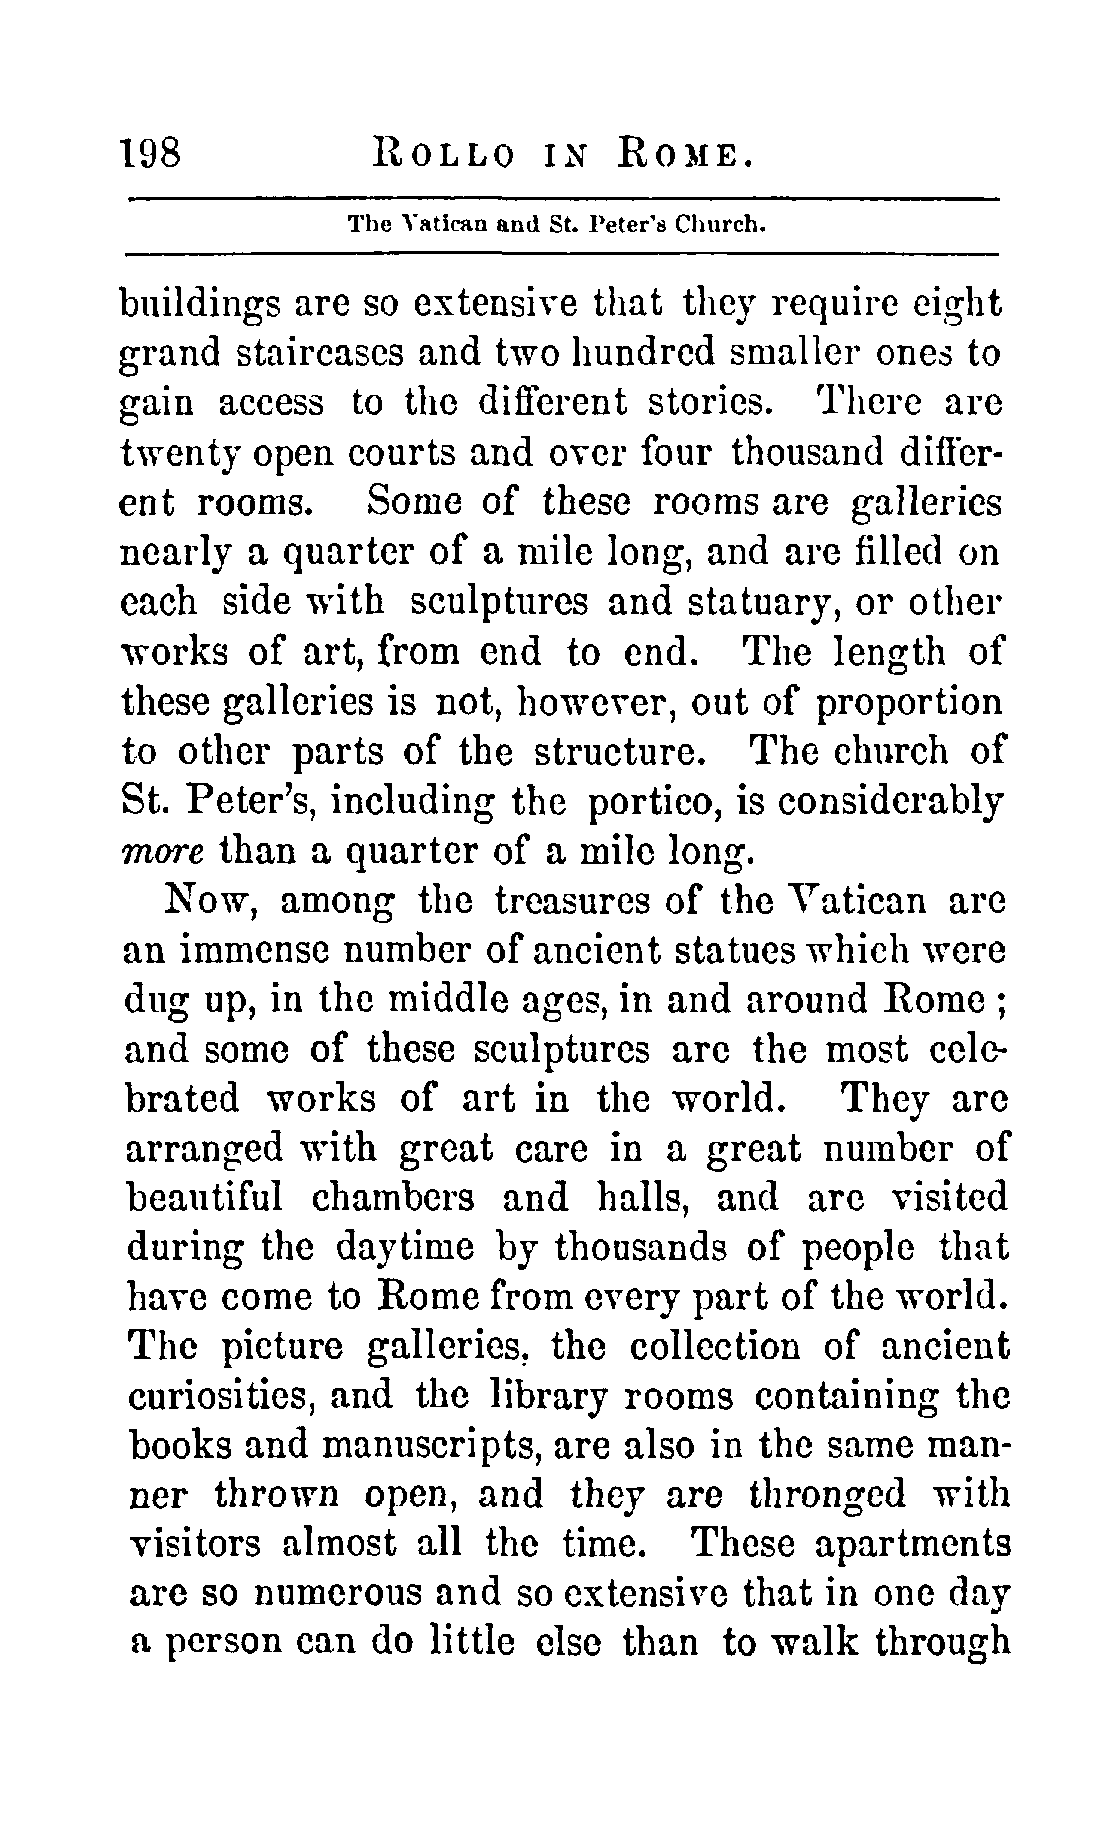 198 ROLLO IN ROME.
The Vatican and St. Peter's Church.
buildings are so extensive that they require eight
grand staircases and two hundred smaller ones to
gain access to the different stories. There are
twenty open courts and over four thousand differ-
ent rooms. Some of these rooms are galleries
nearly a quarter of a mile long, and are filled on
each side with sculptures and statuary, or other
works of art, from end to end. The length of
these galleries is not, however, out of proportion
to other parts of the structure. The church of
St. Peter's, including the portico, is considerably
more than a quarter of a mile long.
Now, among the treasures of the Vatican are
an immense number of ancient statues which were
dug up, in the middle ages, in and around Rome ;
and some of these sculptures are the most cele-
brated works of art in the world. They are
arranged with great care in a great number of
beautiful chambers and halls, and are visited
during the daytime by thousands of people that
have come to Rome from every part of the world.
The picture galleries, the collection of ancient
curiosities, and the library rooms containing the
books and manuscripts, are also in the same man-
ner thrown open, and they are thronged with
visitors almost all the time. These apartments
are so numerous and so extensive that in one day
a person can do little else than to walk through